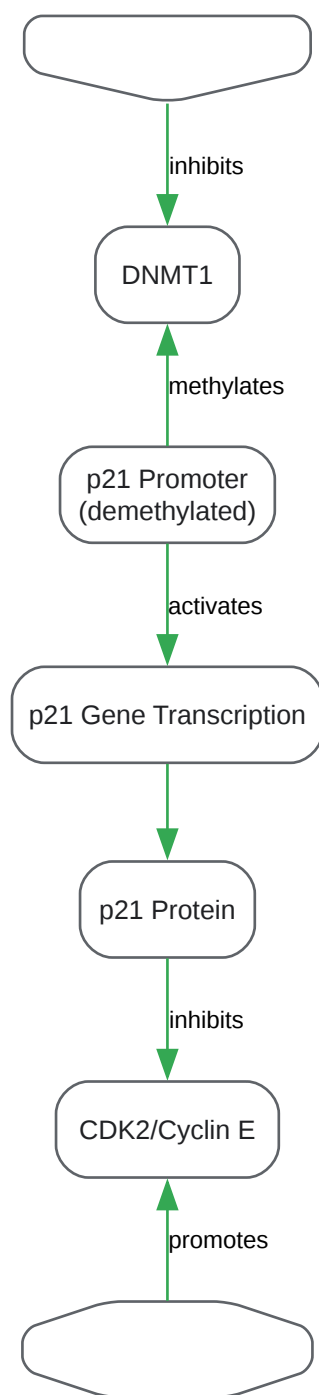 inhibits
DNMT1
methylates
p21 Promoter
(demethylated)
activates
p21 Gene Transcription
p21 Protein
inhibits
CDK2/Cyclin E
promotes